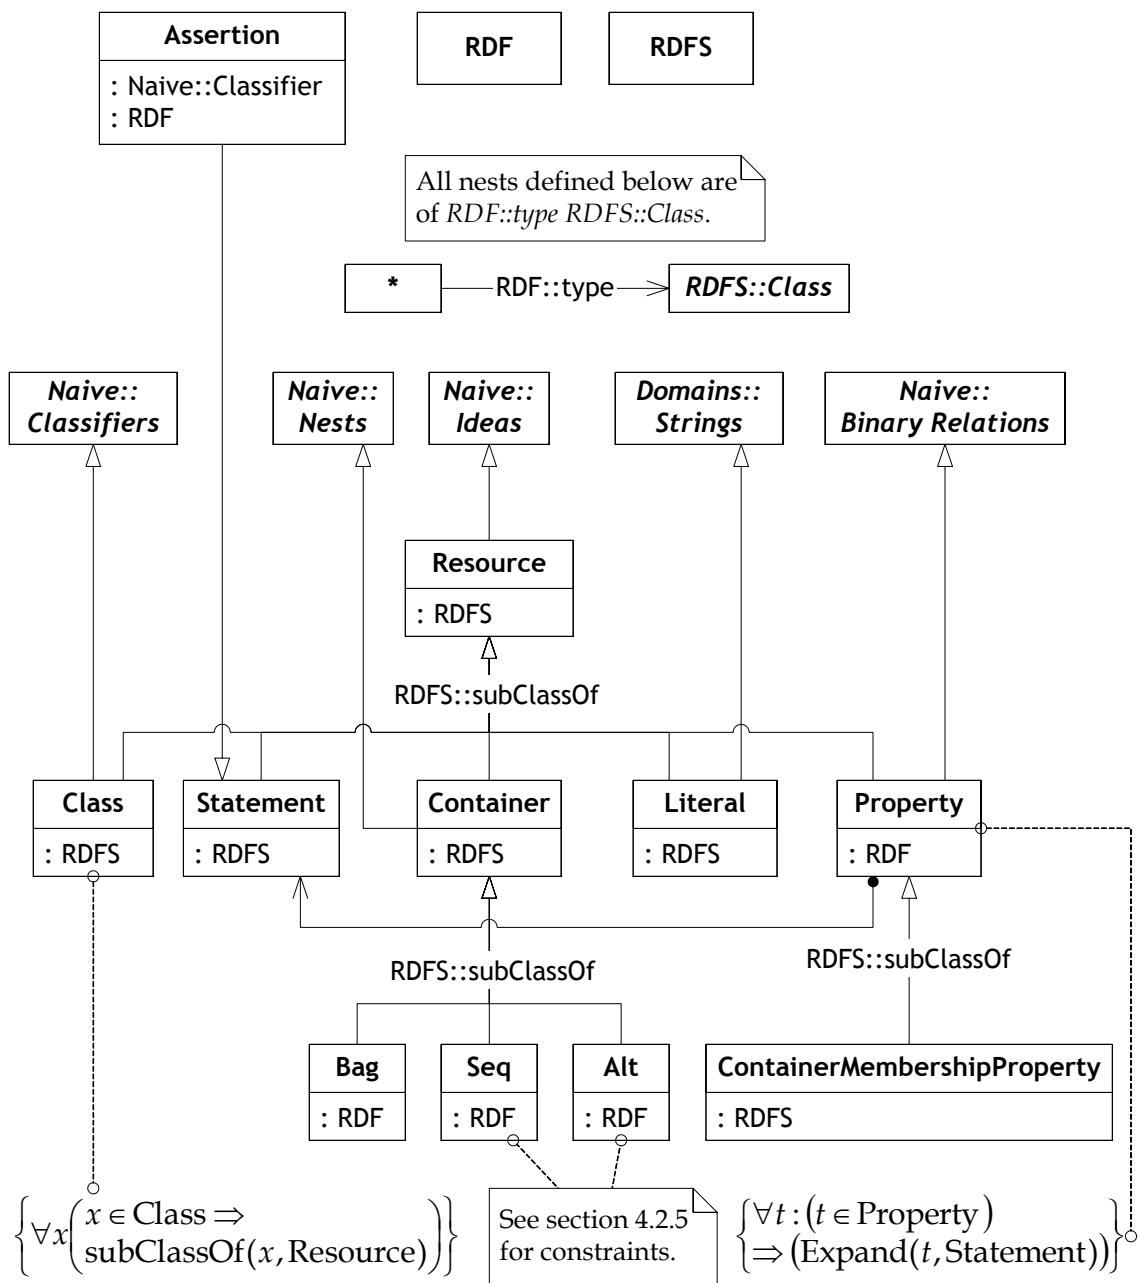 Assertion
: Naive::Classifier
: RDF
RDF
RDFS
All nests defined below are
of RDF::type RDFS::Class.
*
RDF::type
RDFS::Class
Naive::
Classifiers
Naive::
Nests
Naive::
Ideas
Domains::
Strings
Naive::
Binary Relations
Resource
: RDFS
RDFS::subClassOf
Class
: RDFS
Statement
: RDFS
Container
: RDFS
Literal
: RDFS
Property
: RDF
RDFS::subClassOf
RDFS::subClassOf
Bag
: RDF
Seq
: RDF
Alt
: RDF
ContainerMembershipProperty
: RDFS
{∀x(x ∈ Class ⇒
subClassOf(x, Resource))}
See section 4.2.5
for constraints.
{∀t : (t ∈ Property)
⇒ (Expand(t, Statement))}